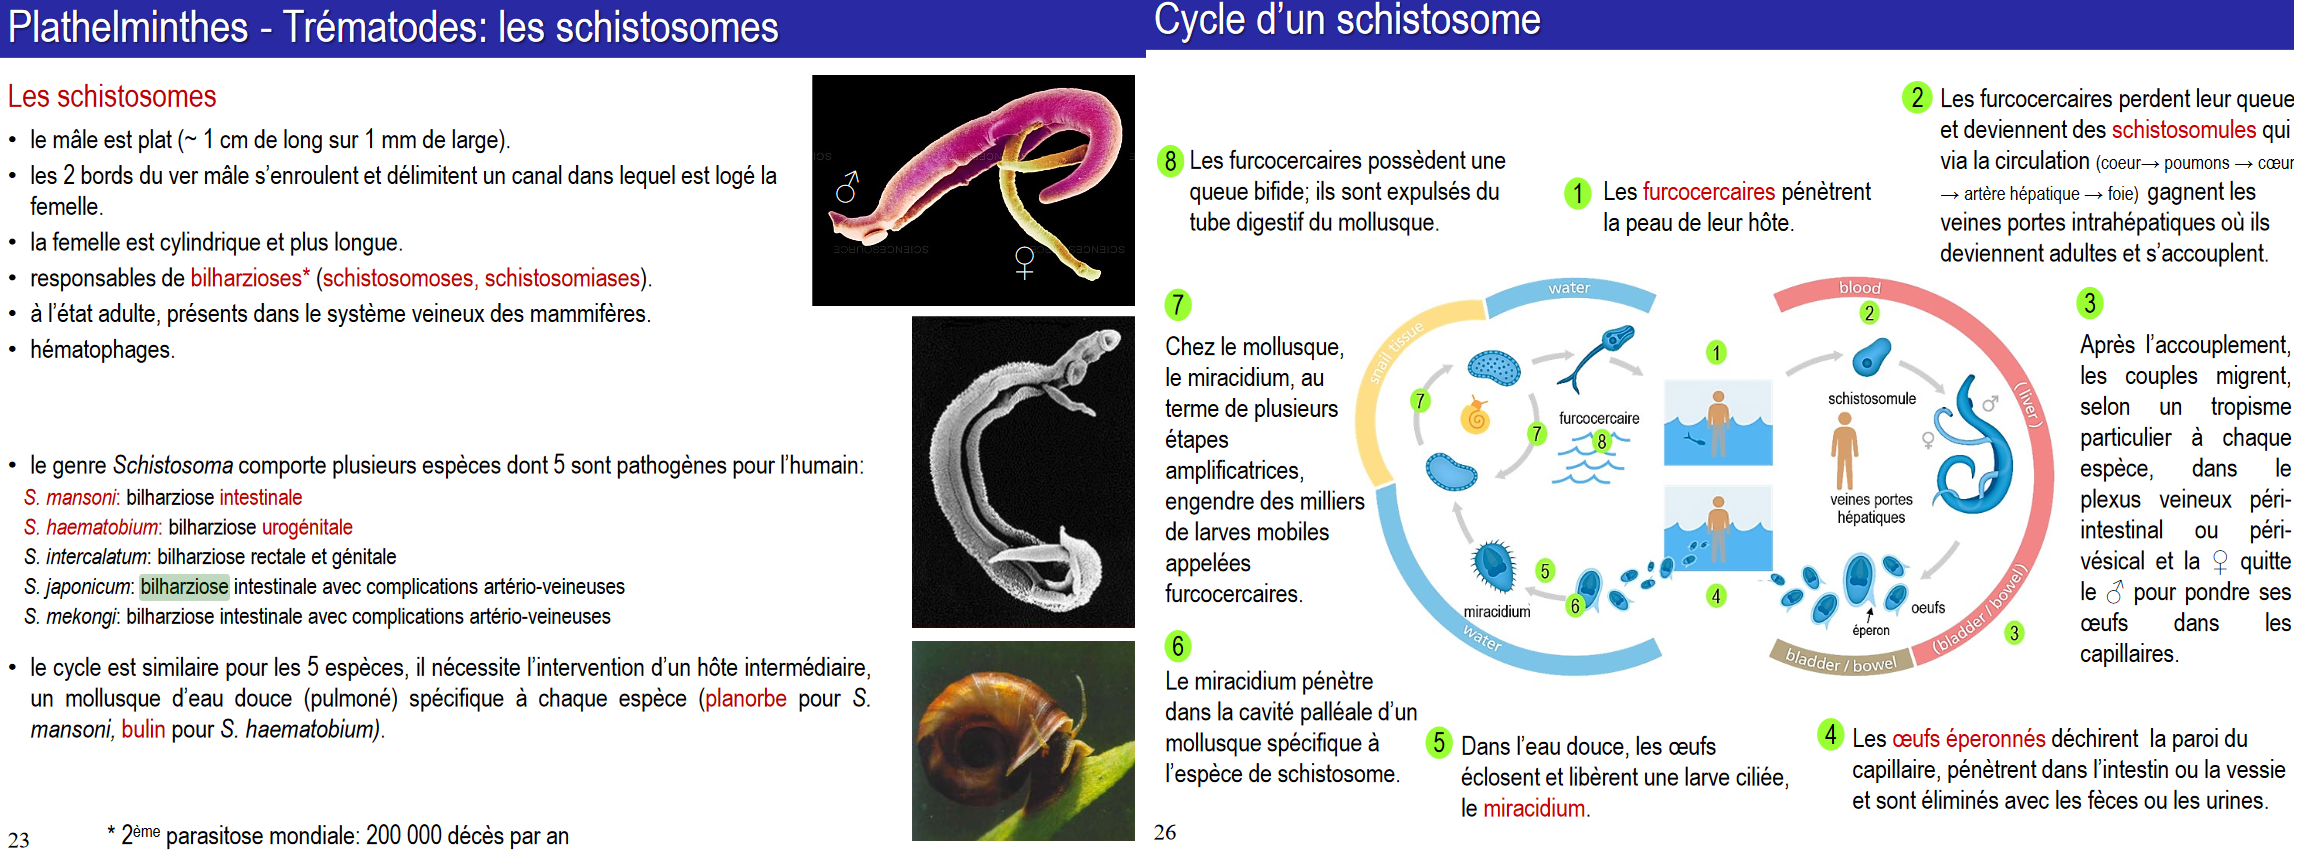 Plathelminthes - Trématodes: les schistosomes
Les schistosomes
• le mâle est plat (~ 1 cm de long sur 1 mm de large).
• les 2 bords du ver mâle s’enroulent et délimitent un canal dans lequel est logé la
femelle.
• la femelle est cylindrique et plus longue.
• responsables de bilharzioses* (schistosomoses, schistosomiases).
• à l’état adulte, présents dans le système veineux des mammifères.
• hématophages.
♂
♀
• le genre Schistosoma comporte plusieurs espèces dont 5 sont pathogènes pour l’humain:
S. mansoni: bilharziose intestinale
S. haematobium: bilharziose urogénitale
S. intercalatum: bilharziose rectale et génitale
S. japonicum: bilharziose intestinale avec complications artério-veineuses
S. mekongi: bilharziose intestinale avec complications artério-veineuses
• le cycle est similaire pour les 5 espèces, il nécessite l’intervention d’un hôte intermédiaire,
un mollusque d’eau douce (pulmoné) spécifique à chaque espèce (planorbe pour S.
mansoni, bulin pour S. haematobium).
* 2ème parasitose mondiale: 200 000 décès par an
23
Cycle d’un schistosome
1 Les furcocercaires pénètrent
la peau de leur hôte.
2 Les furcocercaires perdent leur queue
et deviennent des schistosomules qui
via la circulation (coeur→ poumons → cœur
→ artère hépatique → foie) gagnent les
veines portes intrahépatiques où ils
deviennent adultes et s’accouplent.
3
Après l’accouplement,
les couples migrent,
selon un tropisme
particulier à chaque
espèce, dans le
plexus veineux péri-
intestinal ou péri-
vésical et la ♀ quitte
le ♂ pour pondre ses
œufs dans les
capillaires.
4 Les œufs éperonnés déchirent la paroi du
capillaire, pénètrent dans l’intestin ou la vessie
et sont éliminés avec les fèces ou les urines.
5 Dans l’eau douce, les œufs
éclosent et libèrent une larve ciliée,
le miracidium.
6
Le miracidium pénètre
dans la cavité palléale d’un
mollusque spécifique à
l’espèce de schistosome.
7
Chez le mollusque,
le miracidium, au
terme de plusieurs
étapes
amplificatrices,
engendre des milliers
de larves mobiles
appelées
furcocercaires.
8 Les furcocercaires possèdent une
queue bifide; ils sont expulsés du
tube digestif du mollusque.
water
blood
2
snail tissue
1
7
schistosomule
(liver)
♂
furcocercaire
7
8
♀
veines portes
hépatiques
5
6
4
miracidium
oeufs
éperon
3
water
bladder / bowel
(bladder / bowel)
26